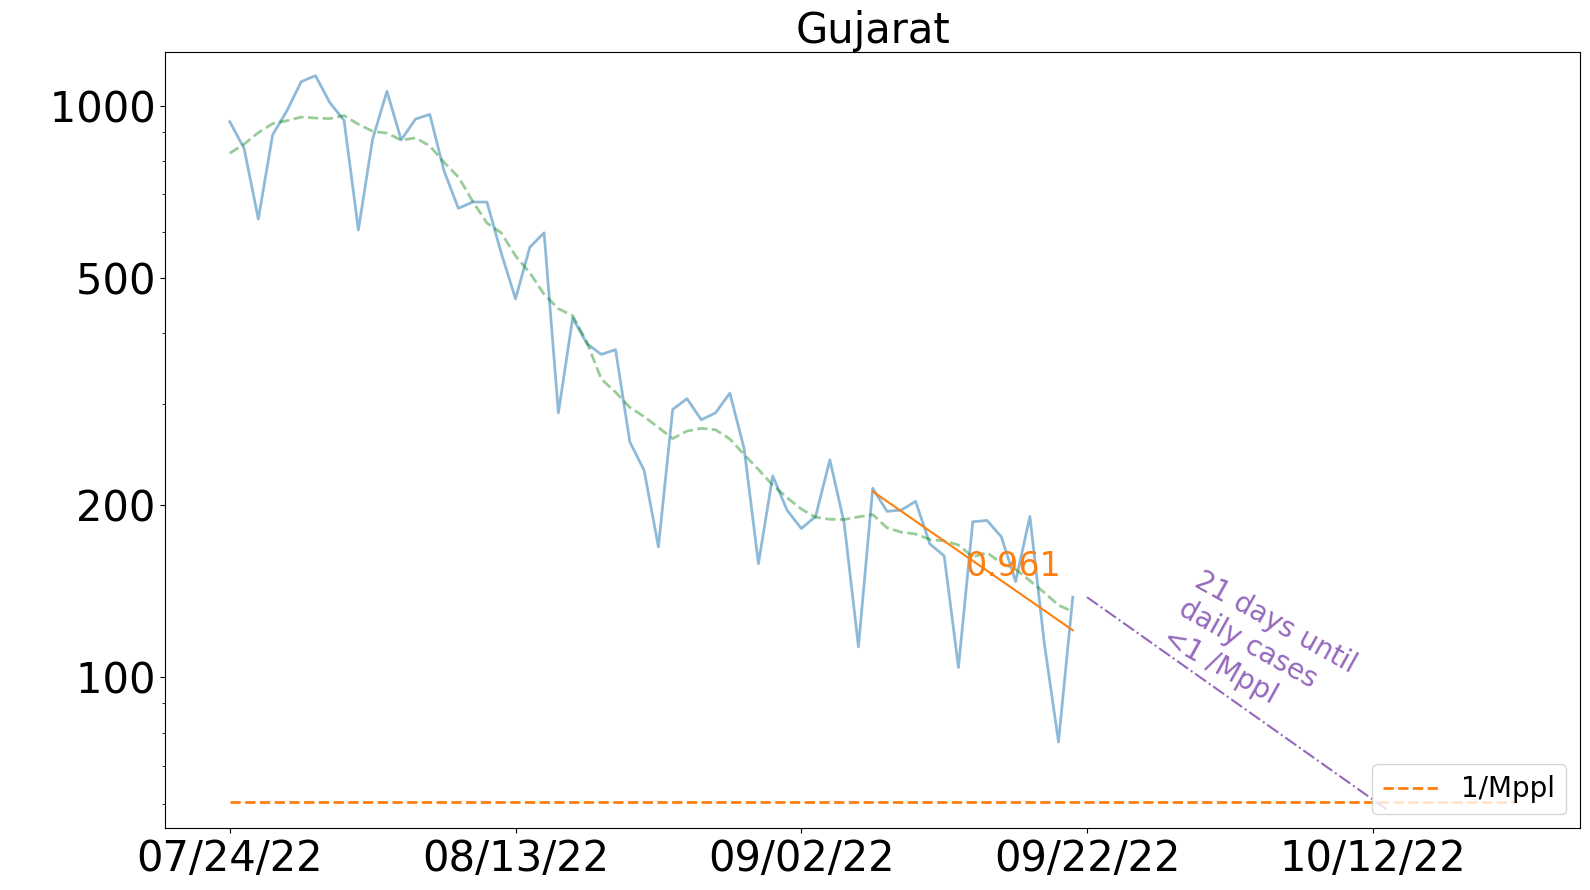 Gujarat
1000
500
200
100
0.961
21 days until
daily cases
<1 /Mppl
1/Mppl
07/24/22
08/13/22
09/02/22
09/22/22
10/12/22